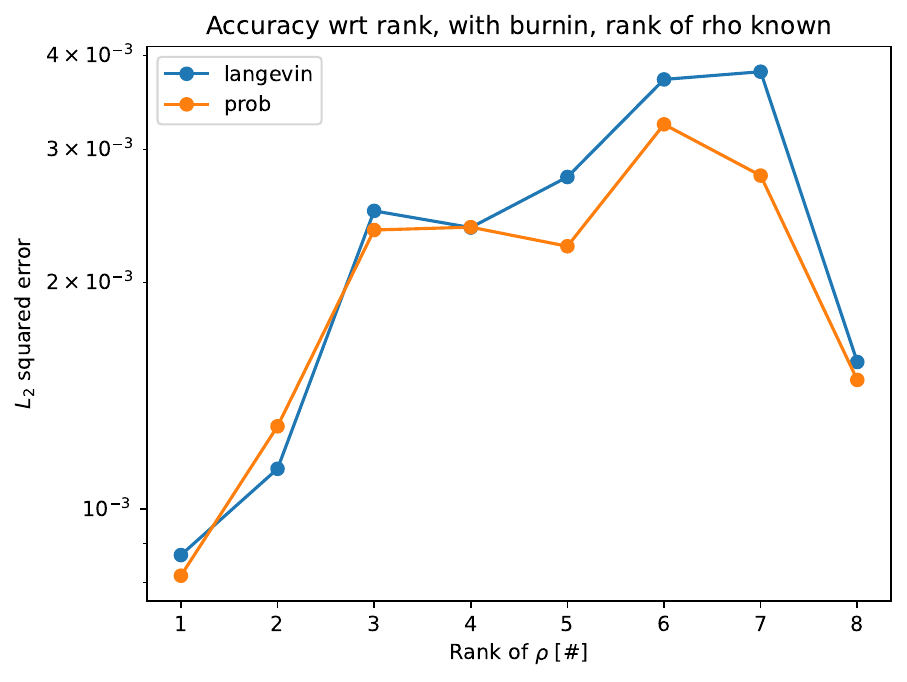 Accuracy wrt rank, with burnin, rank of rho known
langevin
prob
4 × 10⁻³
3 × 10⁻³
2 × 10⁻³
10⁻³
L₂ squared error
1 2 3 4 5 6 7 8
Rank of ρ [#]